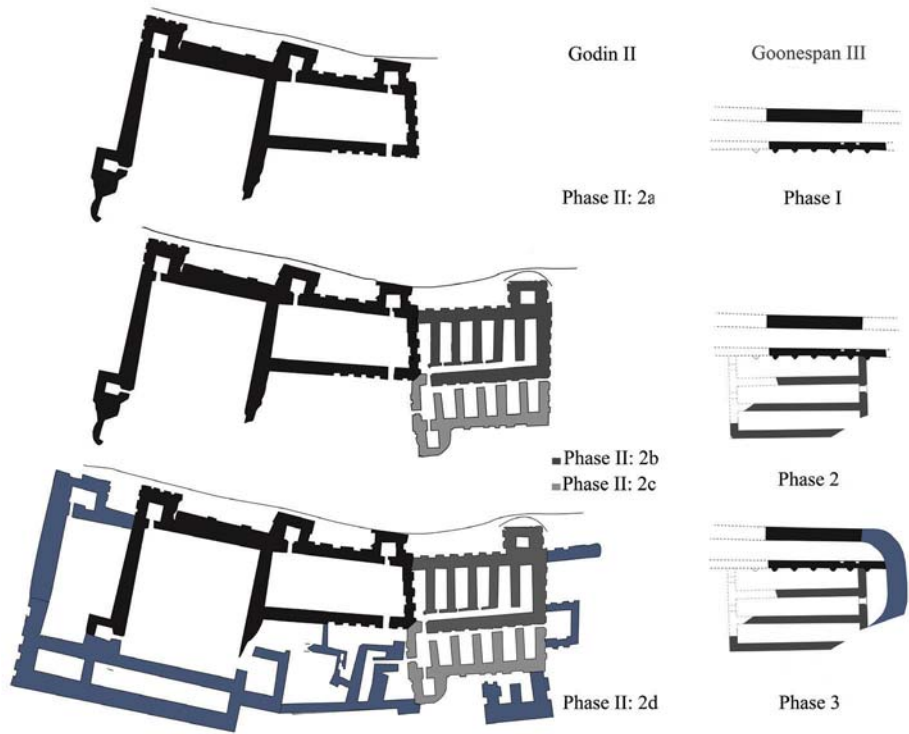 Godin II
Goonespan III
Phase II: 2a
Phase I
Phase II: 2b
Phase II: 2c
Phase 2
Phase II: 2d
Phase 3